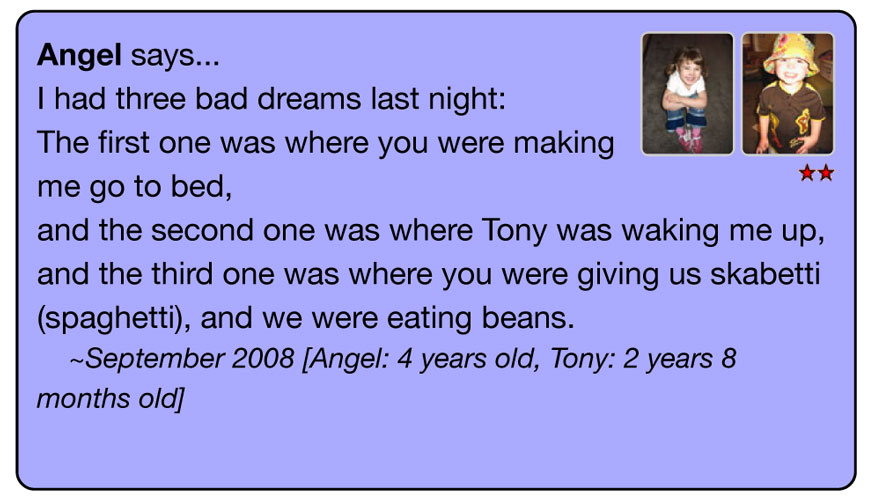 Angel says...
I had three bad dreams last night:
The first one was where you were making
me go to bed,
and the second one was where Tony was waking me up,
and the third one was where you were giving us skabetti
(spaghetti), and we were eating beans.
~September 2008 [Angel: 4 years old, Tony: 2 years 8
months old]